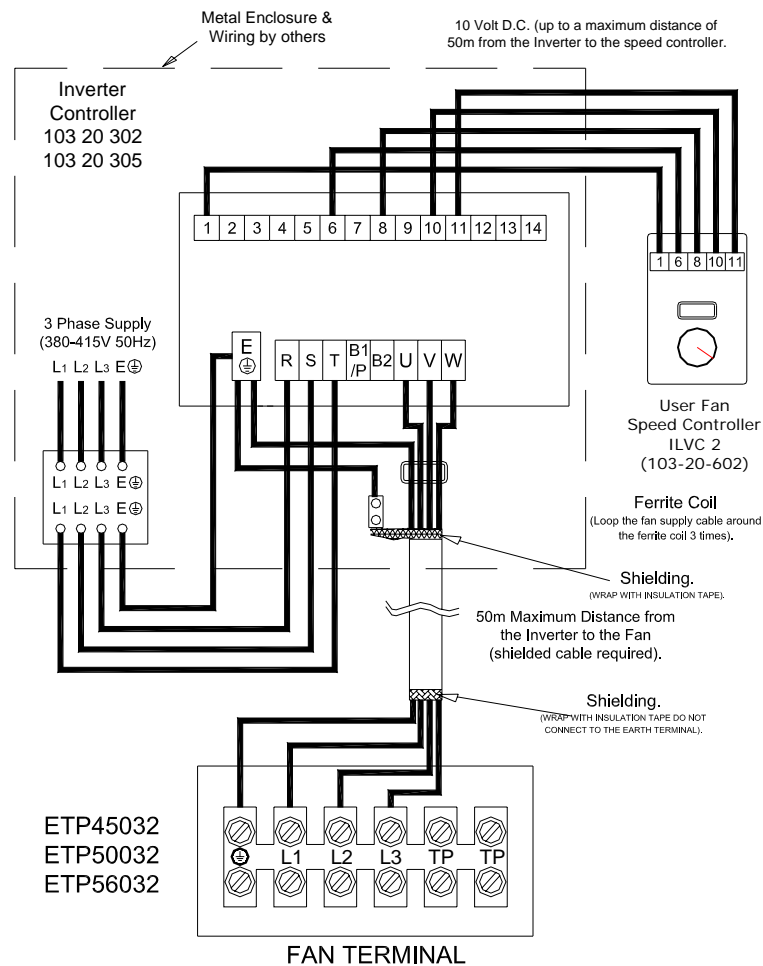 Metal Enclosure &
Wiring by others
10 Volt D.C. (up to a maximum distance of
50m from the Inverter to the speed controller.
Inverter
Controller
103 20 302
103 20 305
1 2 3 4 5 6 7 8 9 10 11 12 13 14
1 6 8 10 11
3 Phase Supply
(380-415V 50Hz)
L1 L2 L3 E
E
R S T B1/P B2 U V W
User Fan
Speed Controller
ILVC 2
(103-20-602)
L1 L2 L3 E
L1 L2 L3 E
Ferrite Coil
(Loop the fan supply cable around
the ferrite coil 3 times).
Shielding.
(WRAP WITH INSULATION TAPE).
50m Maximum Distance from
the Inverter to the Fan
(shielded cable required).
Shielding.
(WRAP WITH INSULATION TAPE DO NOT
CONNECT TO THE EARTH TERMINAL).
ETP45032
ETP50032
ETP56032
L1 L2 L3 TP TP
FAN TERMINAL